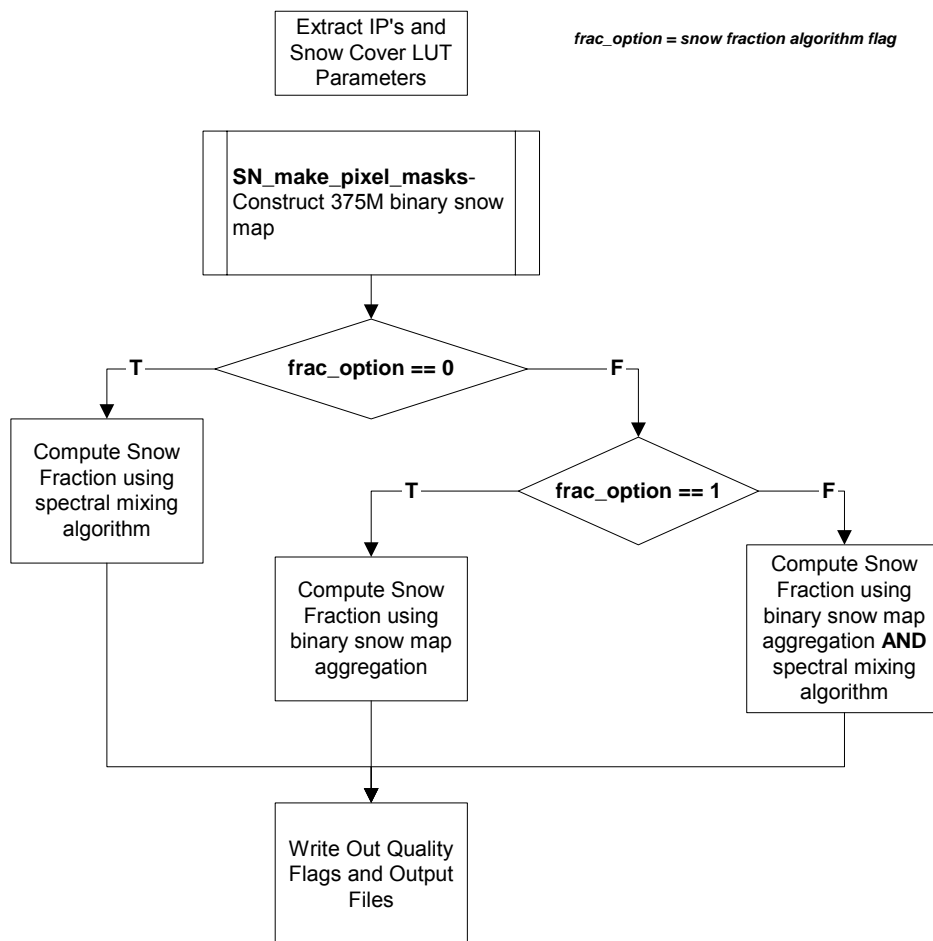 Extract IP's and
Snow Cover LUT
Parameters
frac_option = snow fraction algorithm flag
SN_make_pixel_masks-
Construct 375M binary snow
map
frac_option == 0
T
F
Compute Snow
Fraction using
spectral mixing
algorithm
frac_option == 1
T
F
Compute Snow
Fraction using
binary snow map
aggregation
Compute Snow
Fraction using
binary snow map
aggregation AND
spectral mixing
algorithm
Write Out Quality
Flags and Output
Files